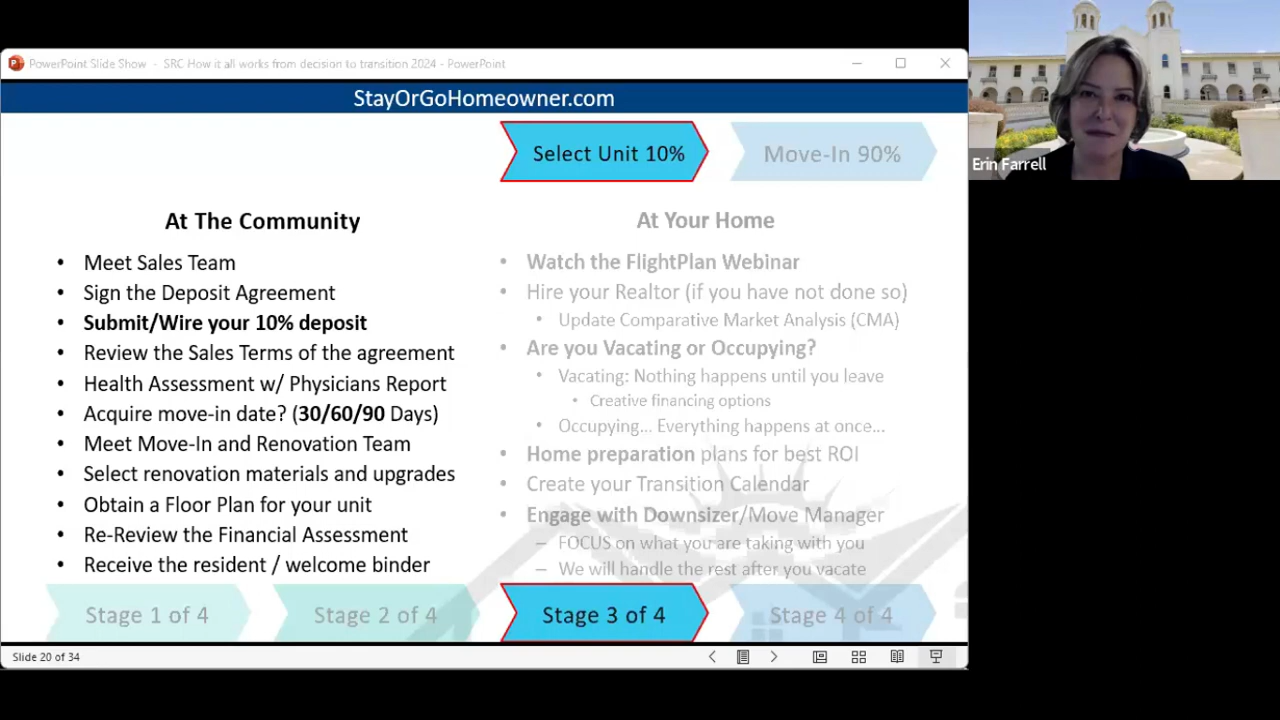 PowerPoint Slide Show - SRC How it all works from decision to transition 2024 - PowerPoint
StayOrGoHomeowner.com
Select Unit 10%
Move-In 90%
Erin Farrell
At The Community
• Meet Sales Team
• Sign the Deposit Agreement
• Submit/Wire your 10% deposit
• Review the Sales Terms of the agreement
• Health Assessment w/ Physicians Report
• Acquire move-in date? (30/60/90 Days)
• Meet Move-In and Renovation Team
• Select renovation materials and upgrades
• Obtain a Floor Plan for your unit
• Re-Review the Financial Assessment
• Receive the resident / welcome binder
At Your Home
• Watch the FlightPlan Webinar
• Hire your Realtor (if you have not done so)
• Update Comparative Market Analysis (CMA)
• Are you Vacating or Occupying?
• Vacating: Nothing happens until you leave
• Creative financing options
• Occupying... Everything happens at once...
• Home preparation plans for best ROI
• Create your Transition Calendar
• Engage with Downsizer/Move Manager
– FOCUS on what you are taking with you
– We will handle the rest after you vacate
Stage 1 of 4
Stage 2 of 4
Stage 3 of 4
Stage 4 of 4
Slide 20 of 34